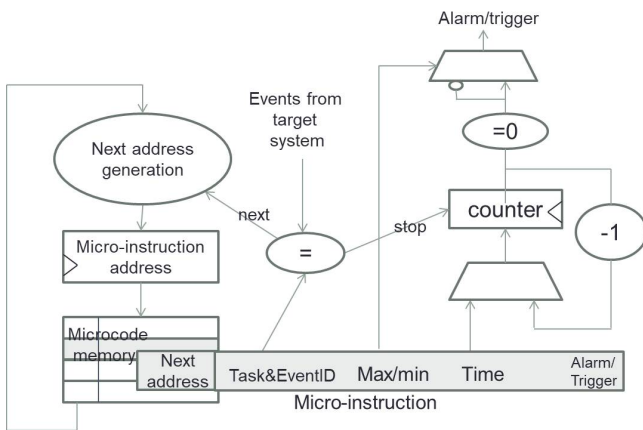 Alarm/trigger
Events from
target
system
Next address
generation
=0
next
counter
stop
-1
Micro-instruction
address
=
Microcode
memory
Next
address
Task&EventID
Max/min
Time
Alarm/
Trigger
Micro-instruction